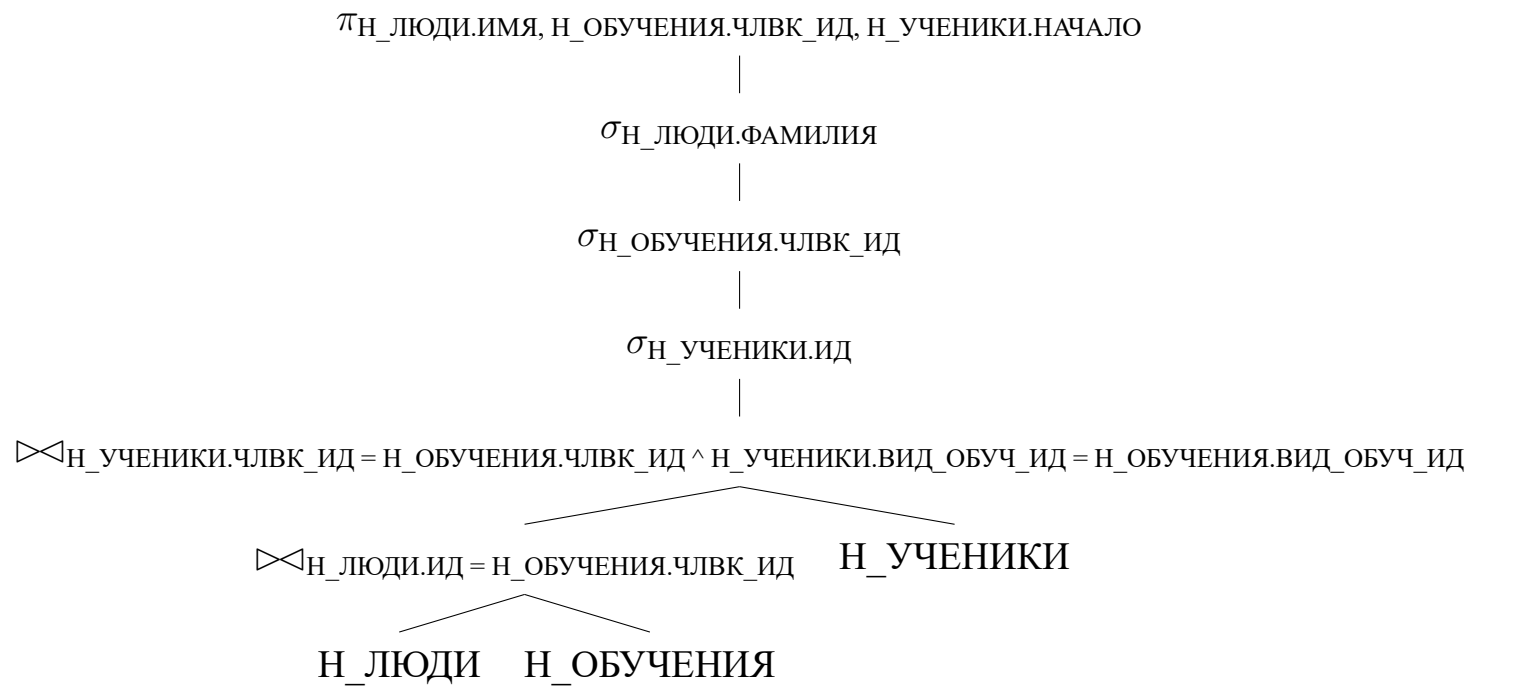 πН_ЛЮДИ.ИМЯ, Н_ОБУЧЕНИЯ.ЧЛВК_ИД, Н_УЧЕНИКИ.НАЧАЛО
σН_ЛЮДИ.ФАМИЛИЯ
σН_ОБУЧЕНИЯ.ЧЛВК_ИД
σН_УЧЕНИКИ.ИД
⋈Н_УЧЕНИКИ.ЧЛВК_ИД = Н_ОБУЧЕНИЯ.ЧЛВК_ИД ^ Н_УЧЕНИКИ.ВИД_ОБУЧ_ИД = Н_ОБУЧЕНИЯ.ВИД_ОБУЧ_ИД
⋈Н_ЛЮДИ.ИД = Н_ОБУЧЕНИЯ.ЧЛВК_ИД Н_УЧЕНИКИ
Н_ЛЮДИ Н_ОБУЧЕНИЯ